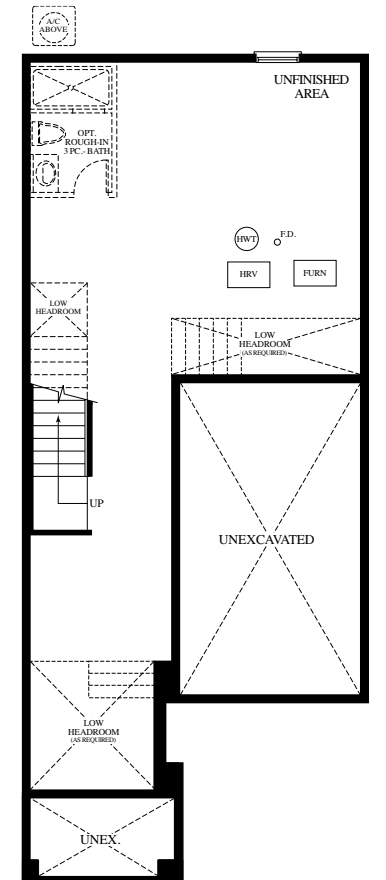 A/C
ABOVE
UNFINISHED
AREA
OPT.
ROUGH-IN
3 PC.- BATH
HWT
F.D.
HRV
FURN
LOW
HEADROOM
LOW
HEADROOM
(AS REQUIRED)
UP
UNEXCAVATED
LOW
HEADROOM
(AS REQUIRED)
UNEX.